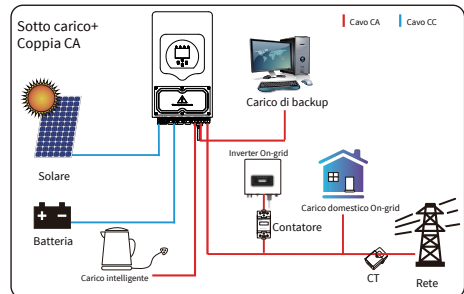 Sotto carico+
Coppia CA
Cavo CA
Cavo CC
Carico di backup
Solare
Inverter On-grid
Batteria
Contatore
Carico domestico On-grid
Carico intelligente
CT
Rete